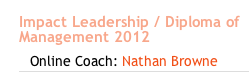 Impact Leadership / Diploma of
Management 2012
Online Coach: Nathan Browne